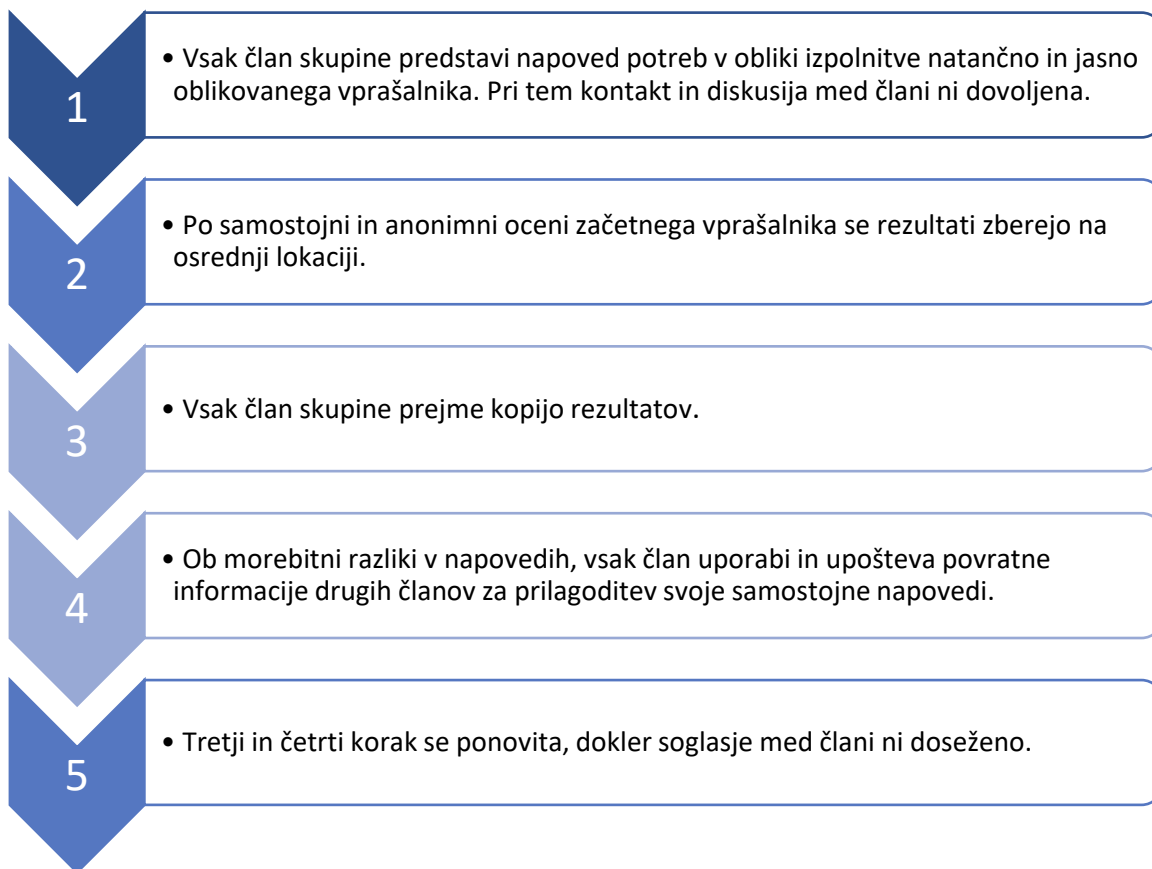 1
• Vsak član skupine predstavi napoved potreb v obliki izpolnitve natančno in jasno
oblikovanega vprašalnika. Pri tem kontakt in diskusija med člani ni dovoljena.
2
• Po samostojni in anonimni oceni začetnega vprašalnika se rezultati zberejo na
osrednji lokaciji.
3
• Vsak član skupine prejme kopijo rezultatov.
4
• Ob morebitni razliki v napovedih, vsak član uporabi in upošteva povratne
informacije drugih članov za prilagoditev svoje samostojne napovedi.
5
• Tretji in četrti korak se ponovita, dokler soglasje med člani ni doseženo.